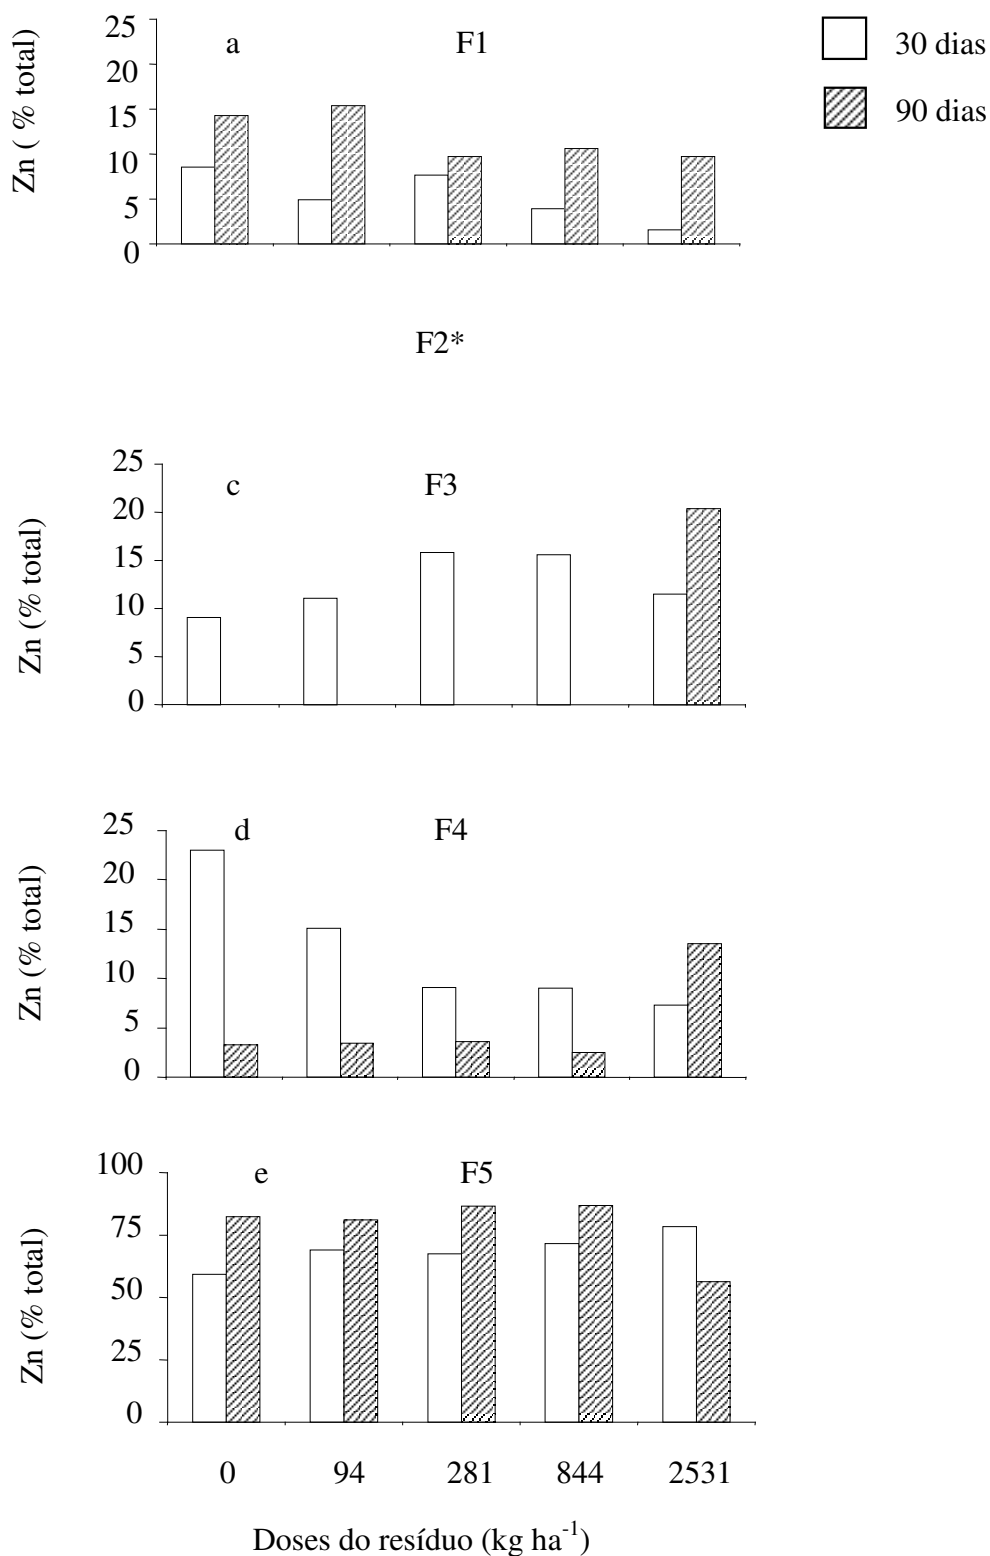 25
a
F1
30 dias
20
90 dias
15
10
5
0
Zn ( % total)
F2*
25
c
F3
20
15
10
5
0
Zn (% total)
25
d
F4
20
15
10
5
0
Zn (% total)
100
e
F5
75
50
25
0
Zn (% total)
0 94 281 844 2531
Doses do resíduo (kg ha⁻¹)